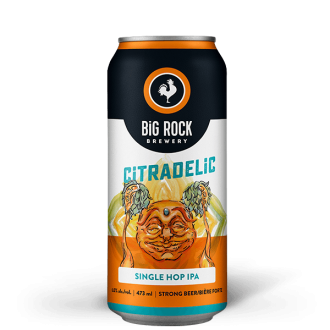 BiG ROCK
BREWERY
CiTRADELiC
SINGLE HOP IPA
473 ml | STRONG BEER/BIÈRE FORTE